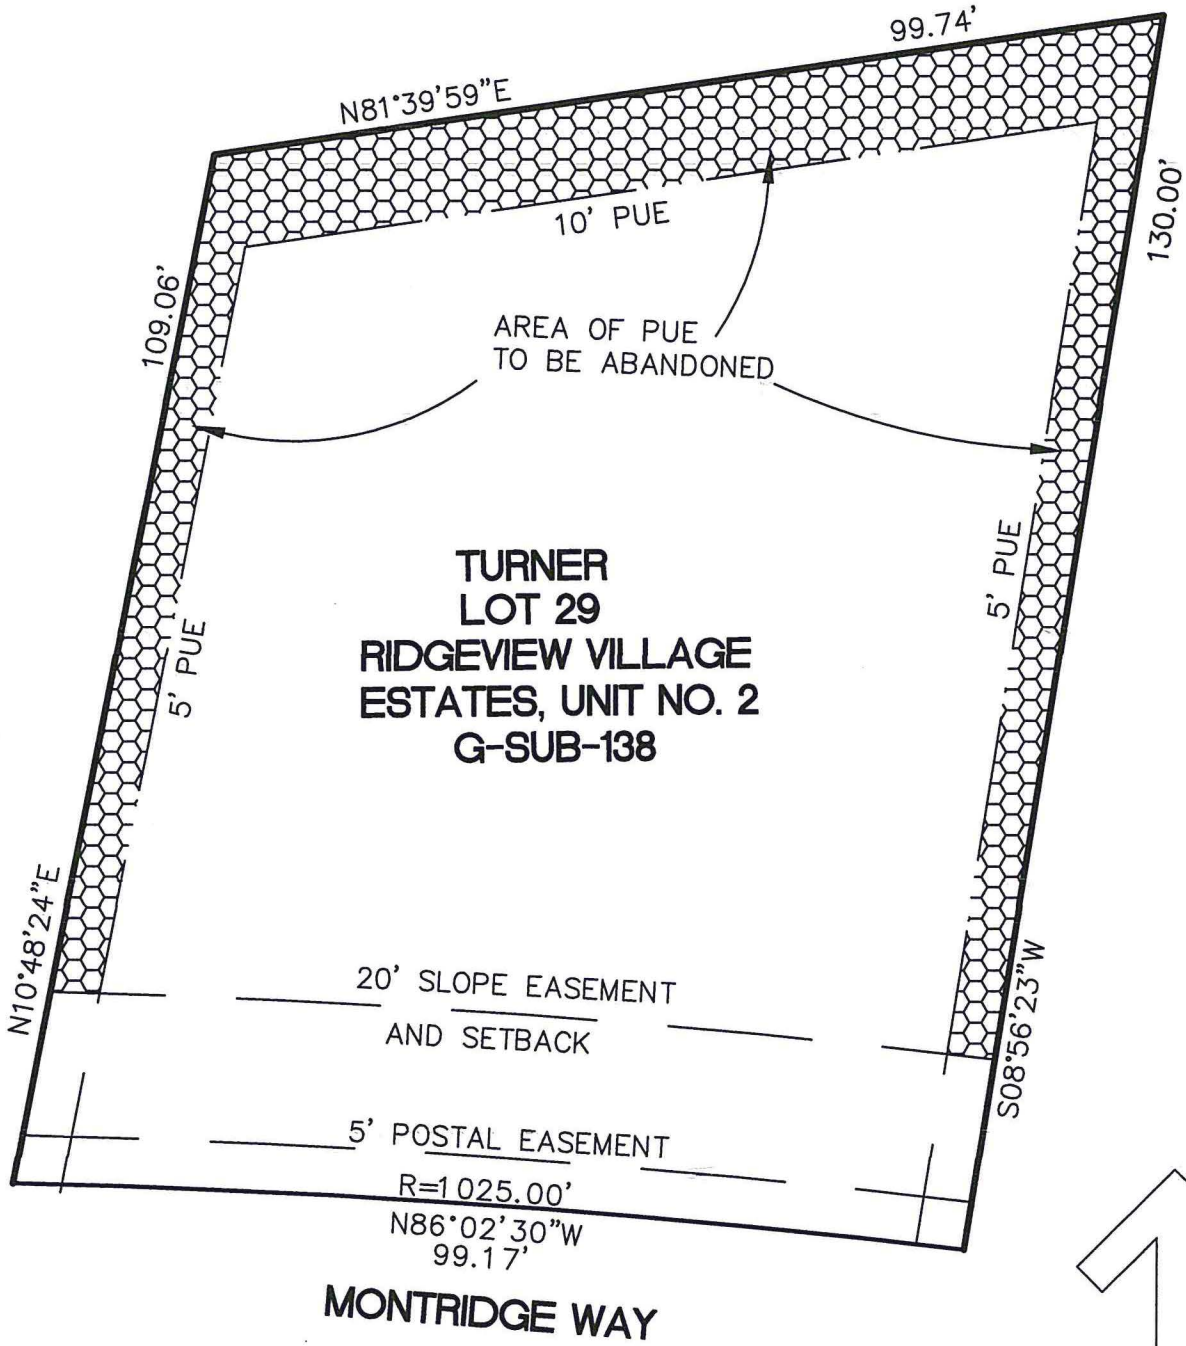 99.74'
N81°39'59"E
10' PUE
130.00'
109.06'
AREA OF PUE
TO BE ABANDONED
5' PUE
5' PUE
TURNER
LOT 29
RIDGEVIEW VILLAGE
ESTATES, UNIT NO. 2
G-SUB-138
N10°48'24"E
S08°56'23"W
20' SLOPE EASEMENT
AND SETBACK
5' POSTAL EASEMENT
R=1025.00'
N86°02'30"W
99.17'
MONTRIDGE WAY